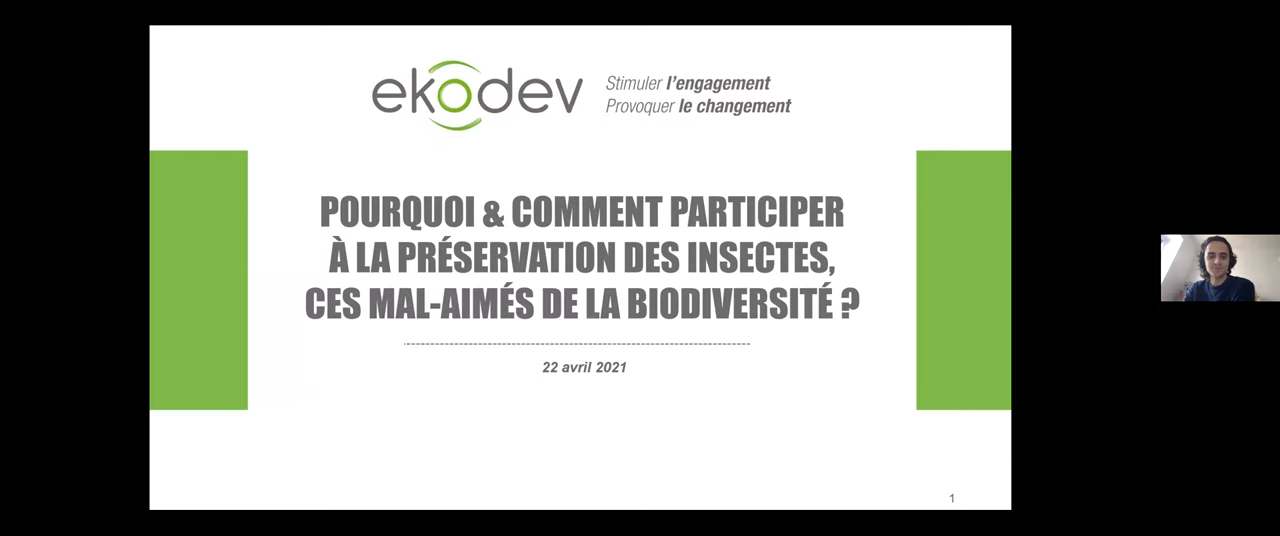 ekodev
Stimuler l'engagement
Provoquer le changement
POURQUOI & COMMENT PARTICIPER
À LA PRÉSERVATION DES INSECTES,
CES MAL-AIMÉS DE LA BIODIVERSITÉ ?
22 avril 2021
1